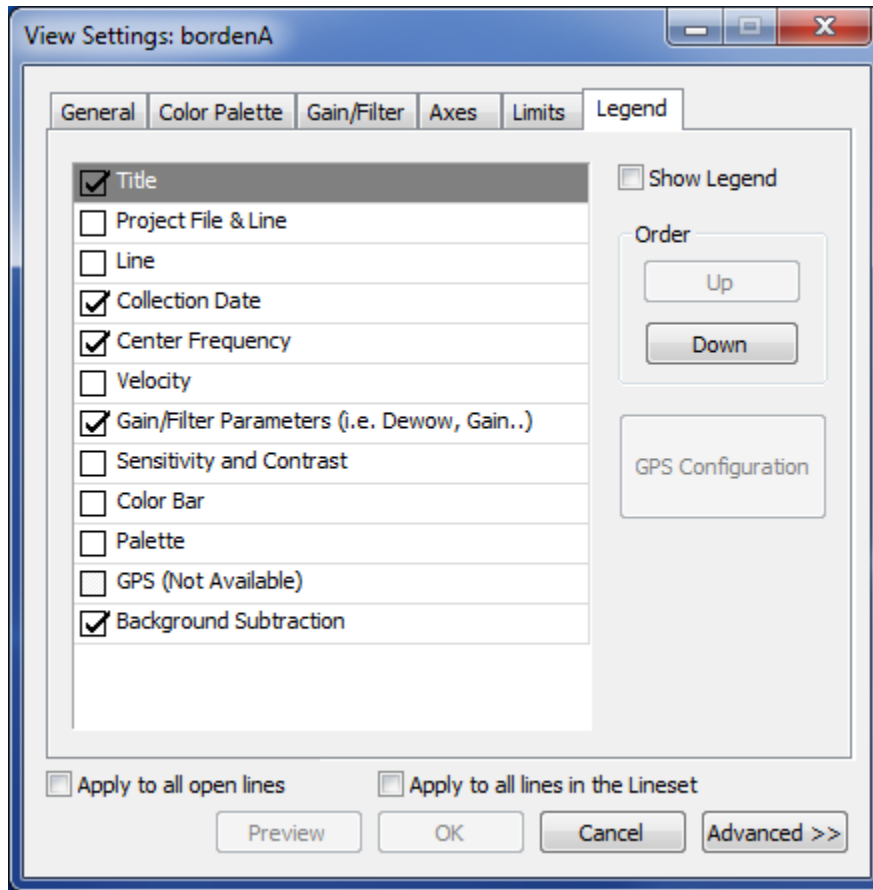 View Settings: bordenA
General Color Palette Gain/Filter Axes Limits Legend
Title
Project File & Line
Line
Collection Date
Center Frequency
Velocity
Gain/Filter Parameters (i.e. Dewow, Gain..)
Sensitivity and Contrast
Color Bar
Palette
GPS (Not Available)
Background Subtraction
Show Legend
Order
Up
Down
GPS Configuration
Apply to all open lines Apply to all lines in the Lineset
Preview OK Cancel Advanced >>